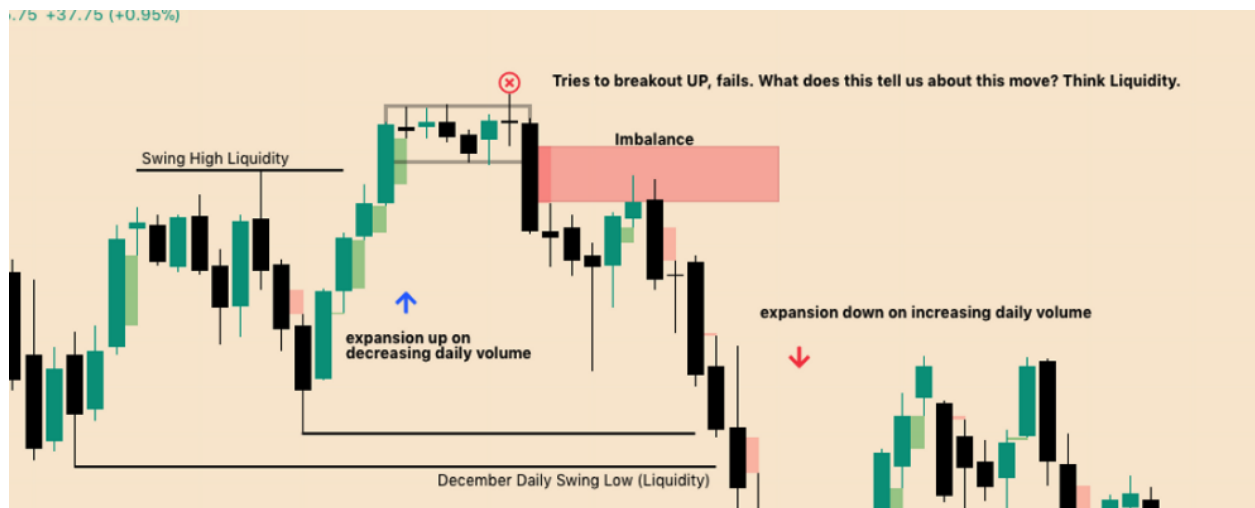 .75 +37.75 (+0.95%)
Tries to breakout UP, fails. What does this tell us about this move? Think Liquidity.
Imbalance
Swing High Liquidity
expansion up on
decreasing daily volume
expansion down on increasing daily volume
December Daily Swing Low (Liquidity)